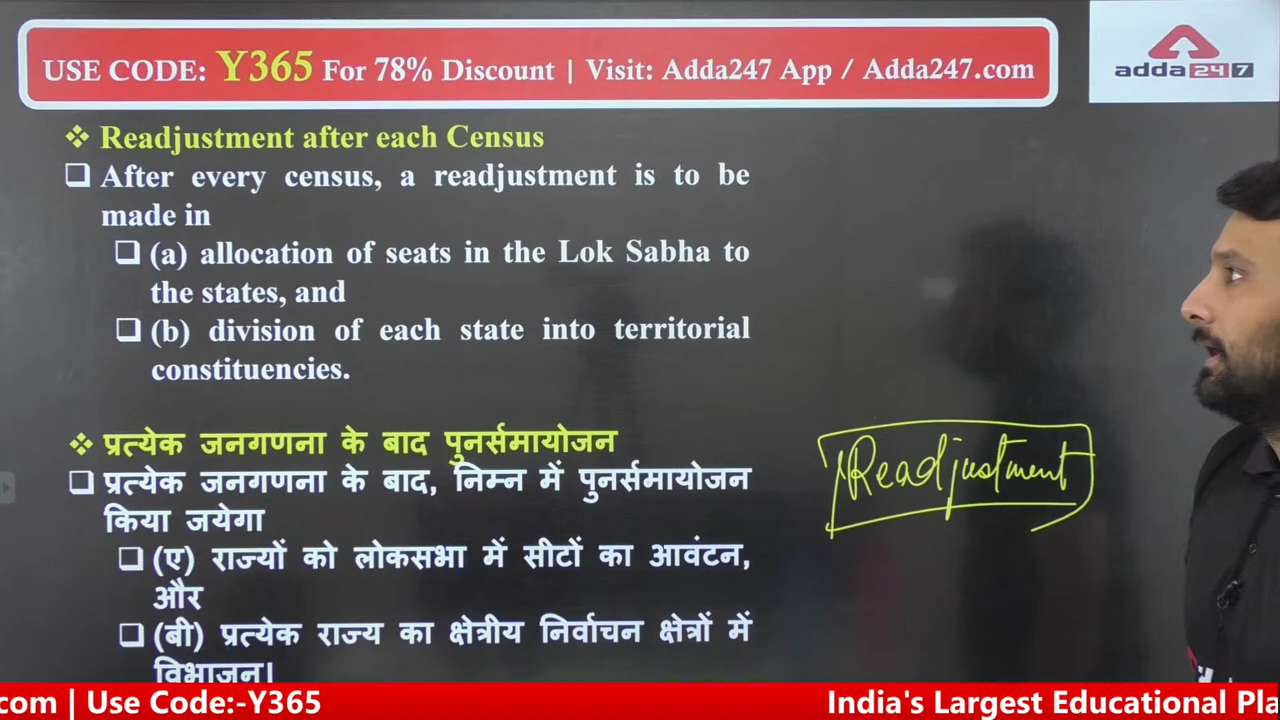 USE CODE: Y365 For 78% Discount | Visit: Adda247 App / Adda247.com
adda247
❖ Readjustment after each Census
❑ After every census, a readjustment is to be
made in
❑ (a) allocation of seats in the Lok Sabha to
the states, and
❑ (b) division of each state into territorial
constituencies.
❖ प्रत्येक जनगणना के बाद पुनर्समायोजन
❑ प्रत्येक जनगणना के बाद, निम्न में पुनर्समायोजन
किया जयेगा
❑ (ए) राज्यों को लोकसभा में सीटों का आवंटन,
और
❑ (बी) प्रत्येक राज्य का क्षेत्रीय निर्वाचन क्षेत्रों में
विभाजन।
Readjustment
com | Use Code:-Y365
India's Largest Educational Pla